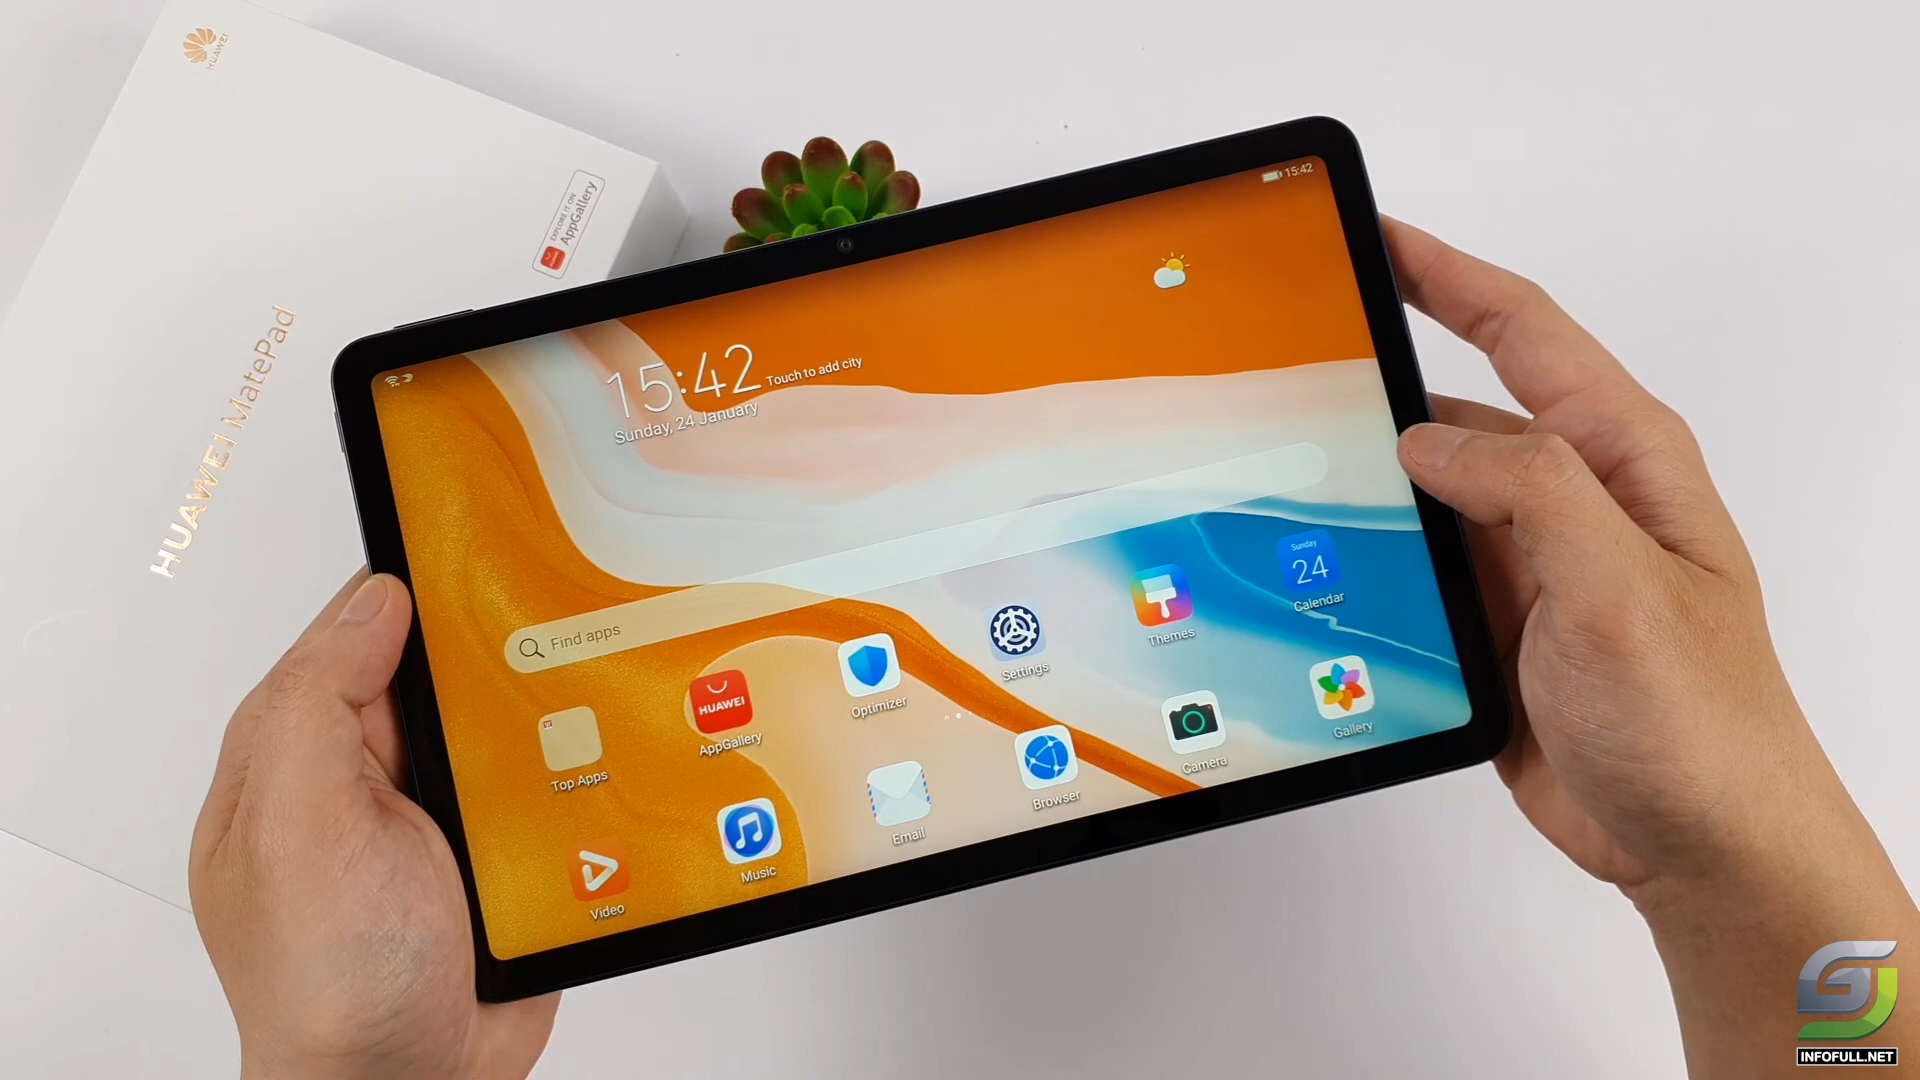 HUAWEI
EXPLORE IT ON
AppGallery
HUAWEI MatePad
15:42
15:42
Touch to add city
Sunday, 24 January
Find apps
Top Apps
HUAWEI
AppGallery
Optimizer
Settings
Themes
Sunday
24
Calendar
Video
Music
Email
Browser
Camera
Gallery
INFOFULL.NET